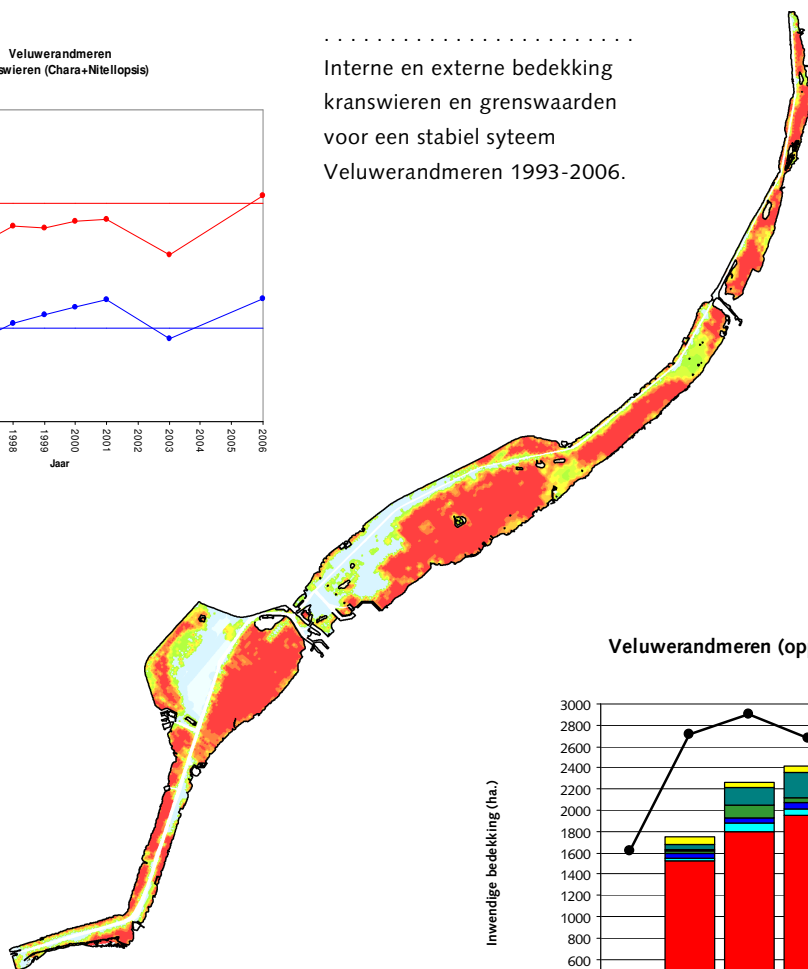 Veluwerandmeren
swieren (Chara+Nitellopsis)
1998
1999
2000
2001
2003
2004
2005
2006
Jaar
Interne en externe bedekking
kranswieren en grenswaarden
voor een stabiel syteem
Veluwerandmeren 1993-2006.
Veluwerandmeren (op
Inwendige bedekking (ha.)
3000
2800
2600
2400
2200
2000
1800
1600
1400
1200
1000
800
600